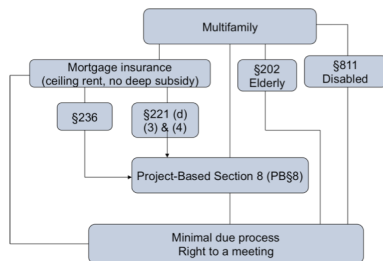 Multifamily
Mortgage insurance
(ceiling rent, no deep subsidy)
§202
Elderly
§811
Disabled
§236
§221 (d)
(3) & (4)
Project-Based Section 8 (PB§8)
Minimal due process
Right to a meeting